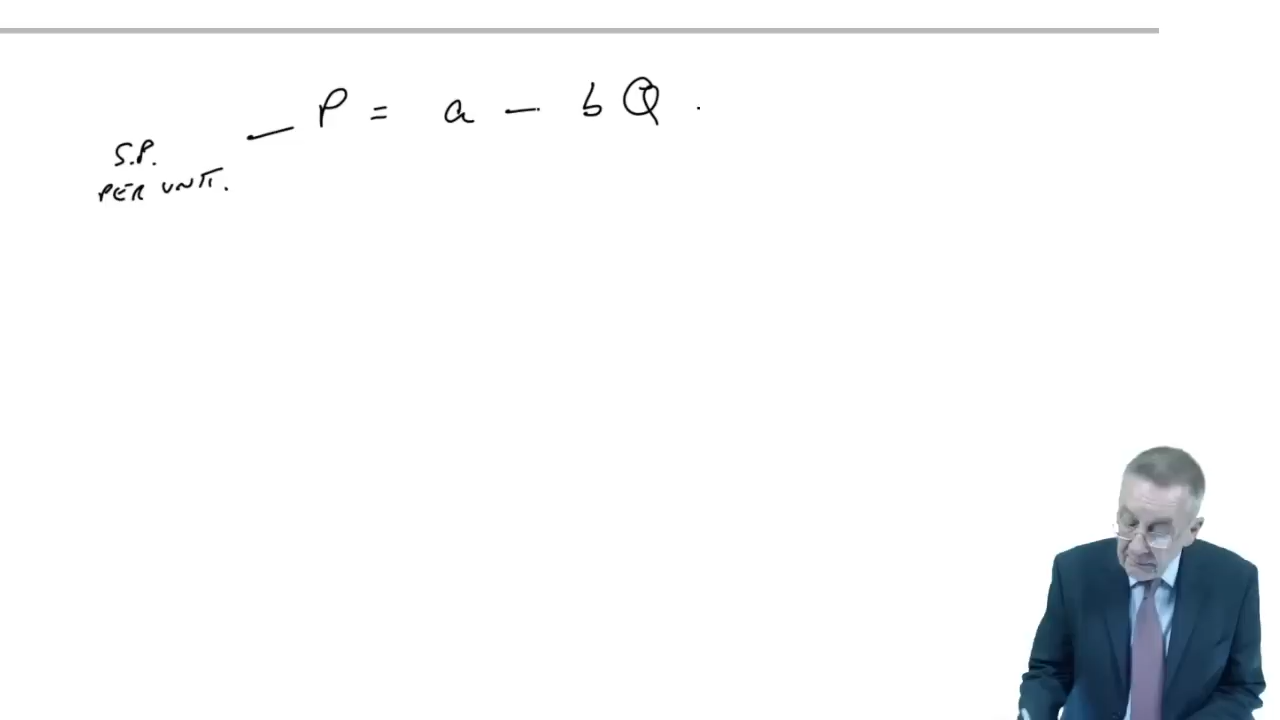 P = a - bQ
S.P.
PER UNIT.